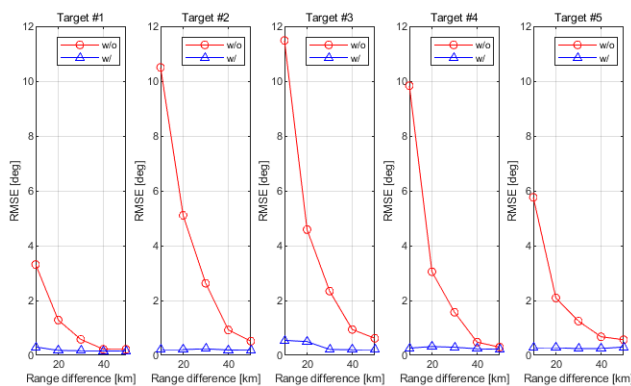 Target #1
12
10
8
6
4
2
0
RMSE [deg]
20
40
Range difference [km]
w/o
w/
Target #2
12
10
8
6
4
2
0
RMSE [deg]
20
40
Range difference [km]
w/o
w/
Target #3
12
10
8
6
4
2
0
RMSE [deg]
20
40
Range difference [km]
w/o
w/
Target #4
12
10
8
6
4
2
0
RMSE [deg]
20
40
Range difference [km]
w/o
w/
Target #5
12
10
8
6
4
2
0
RMSE [deg]
20
40
Range difference [km]
w/o
w/